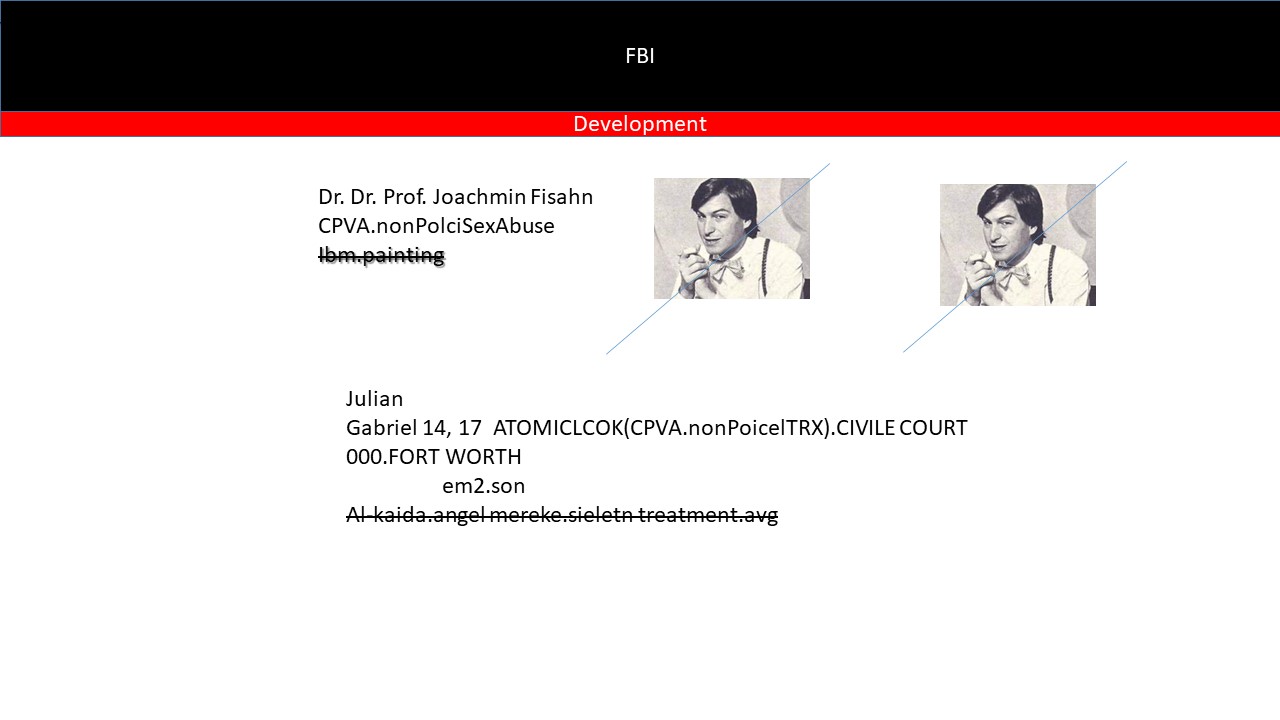 FBI
Development
Dr. Dr. Prof. Joachmin Fisahn
CPVA.nonPolciSexAbuse
Ibm.painting
Julian
Gabriel 14, 17 ATOMICLCOK(CPVA.nonPoicelTRX).CIVILE COURT
000.FORT WORTH
em2.son
Al-kaida.angel mereke.sieletn treatment.avg